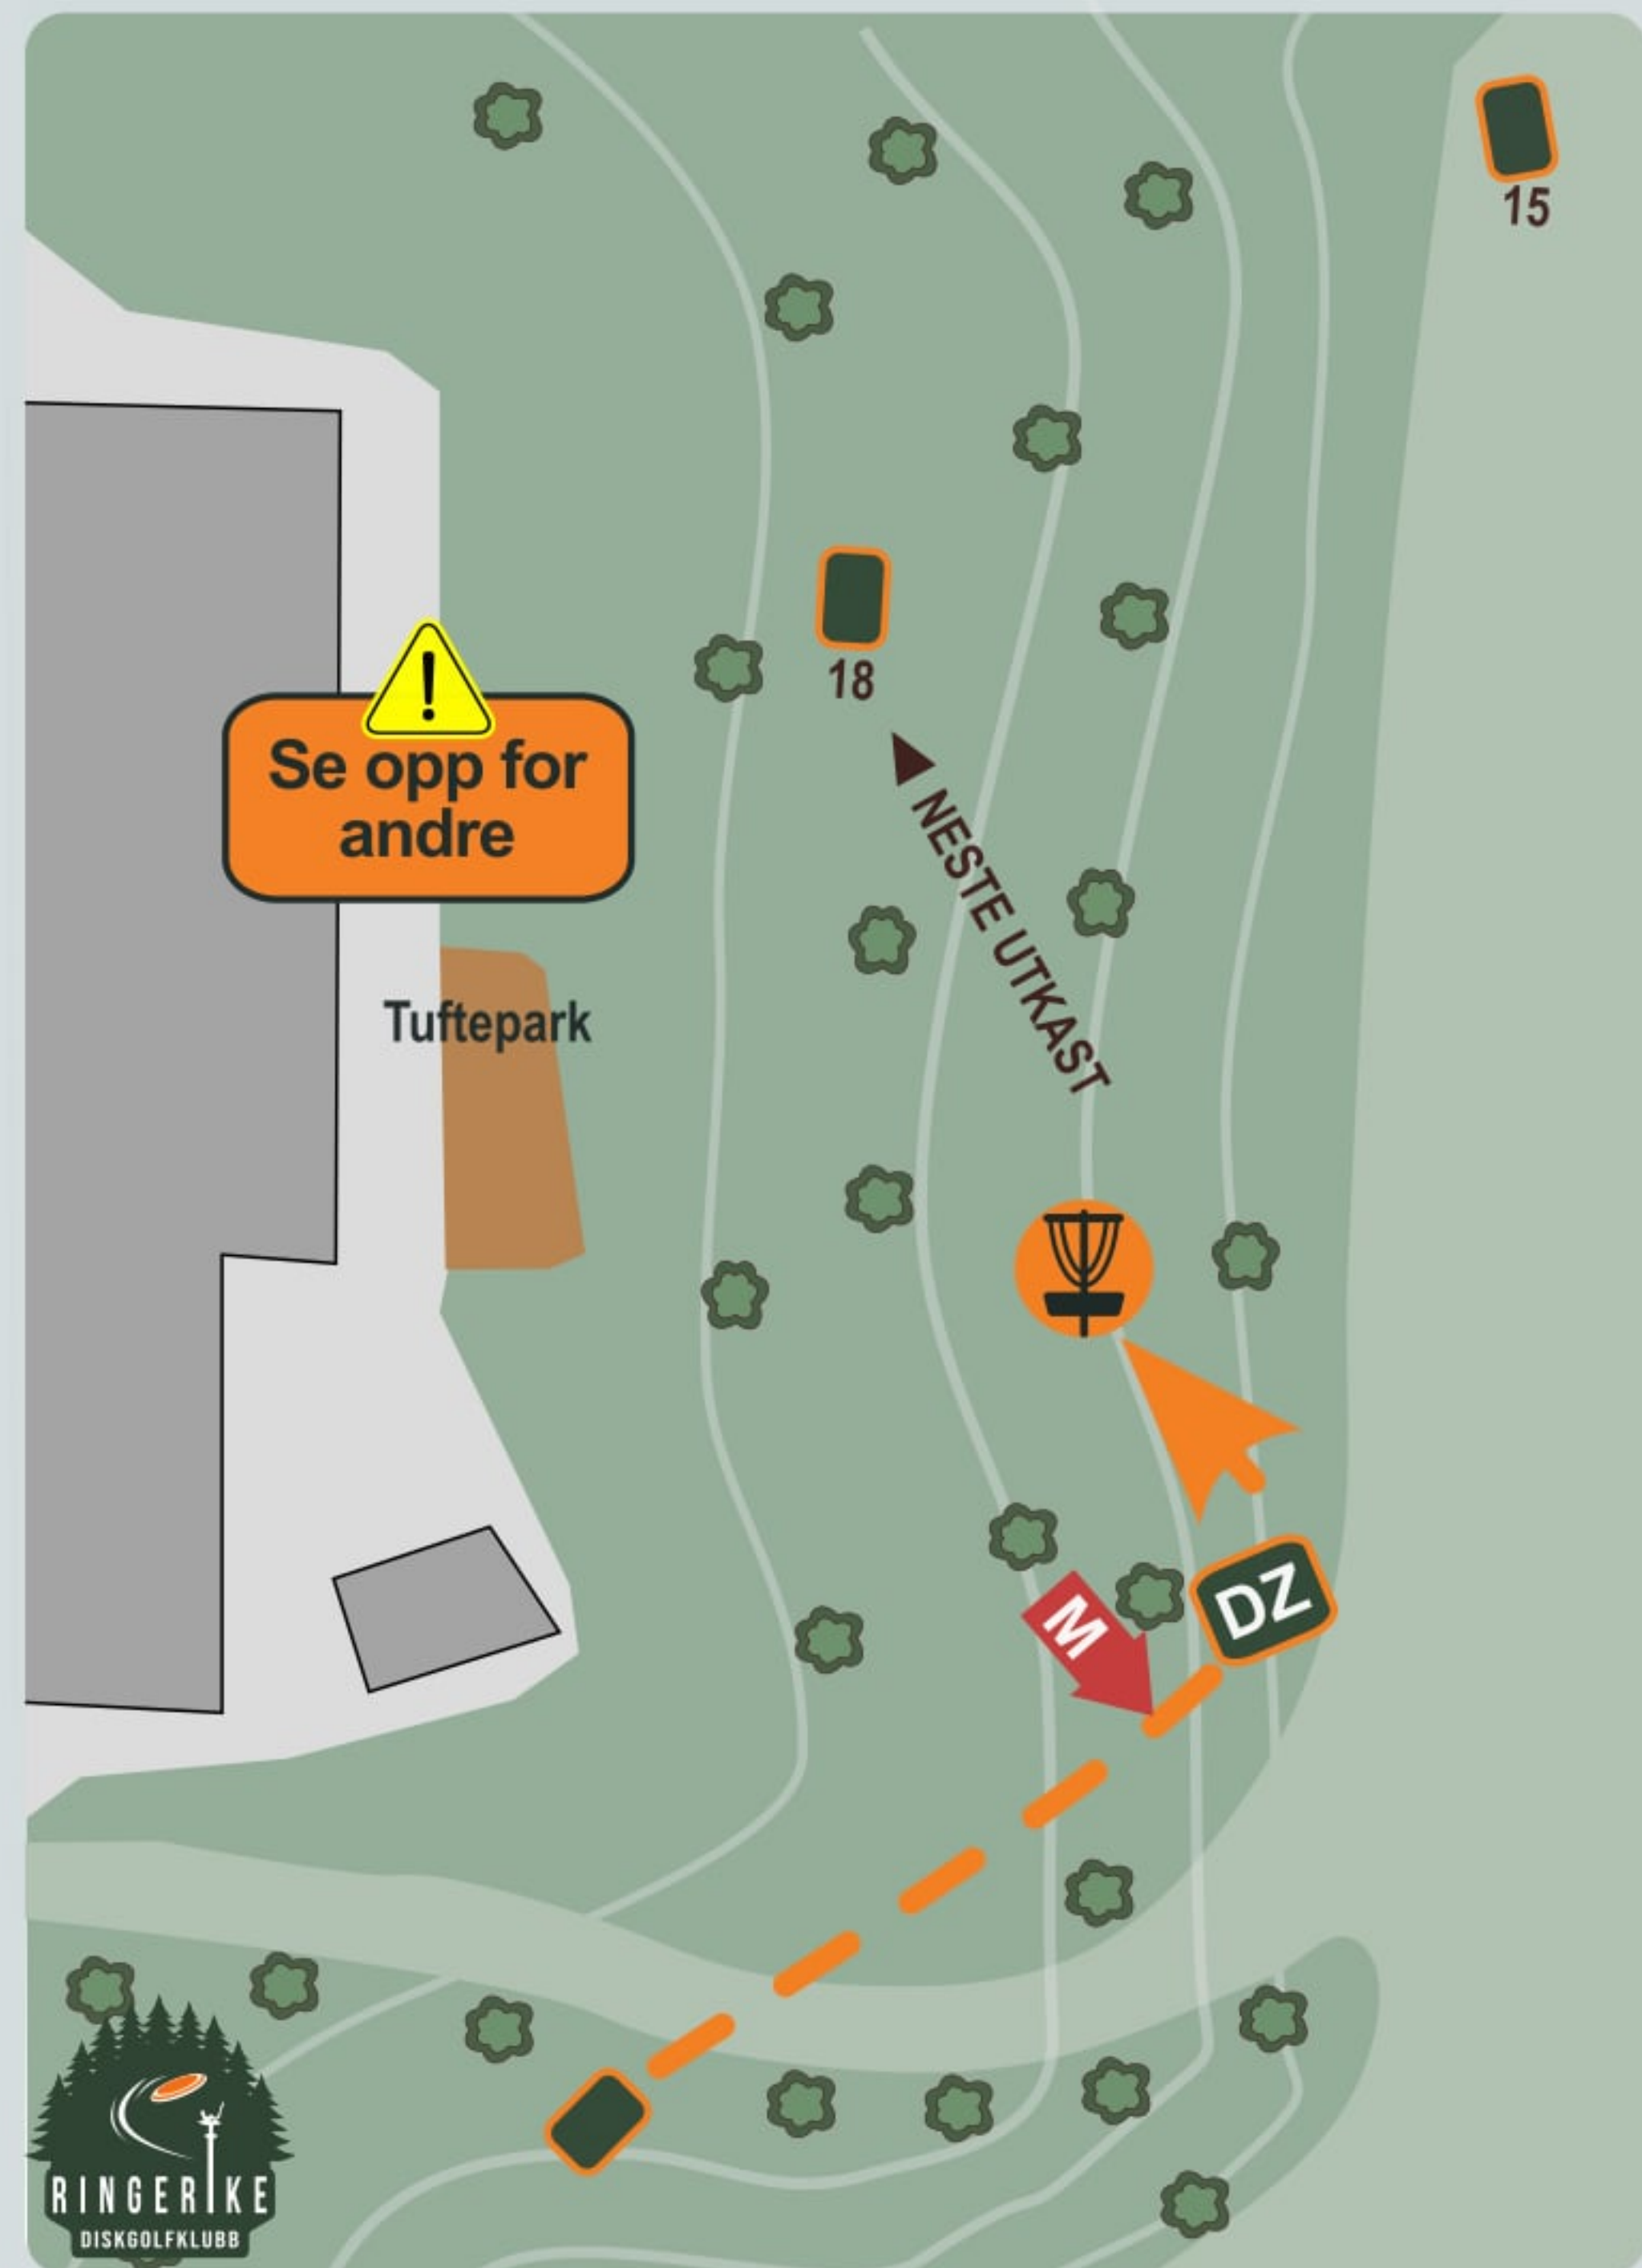 15
18
Se opp for
andre
NESTE UTKAST
Tuftepark
DZ
M
RINGERIKE
DISKGOLFKLUBB